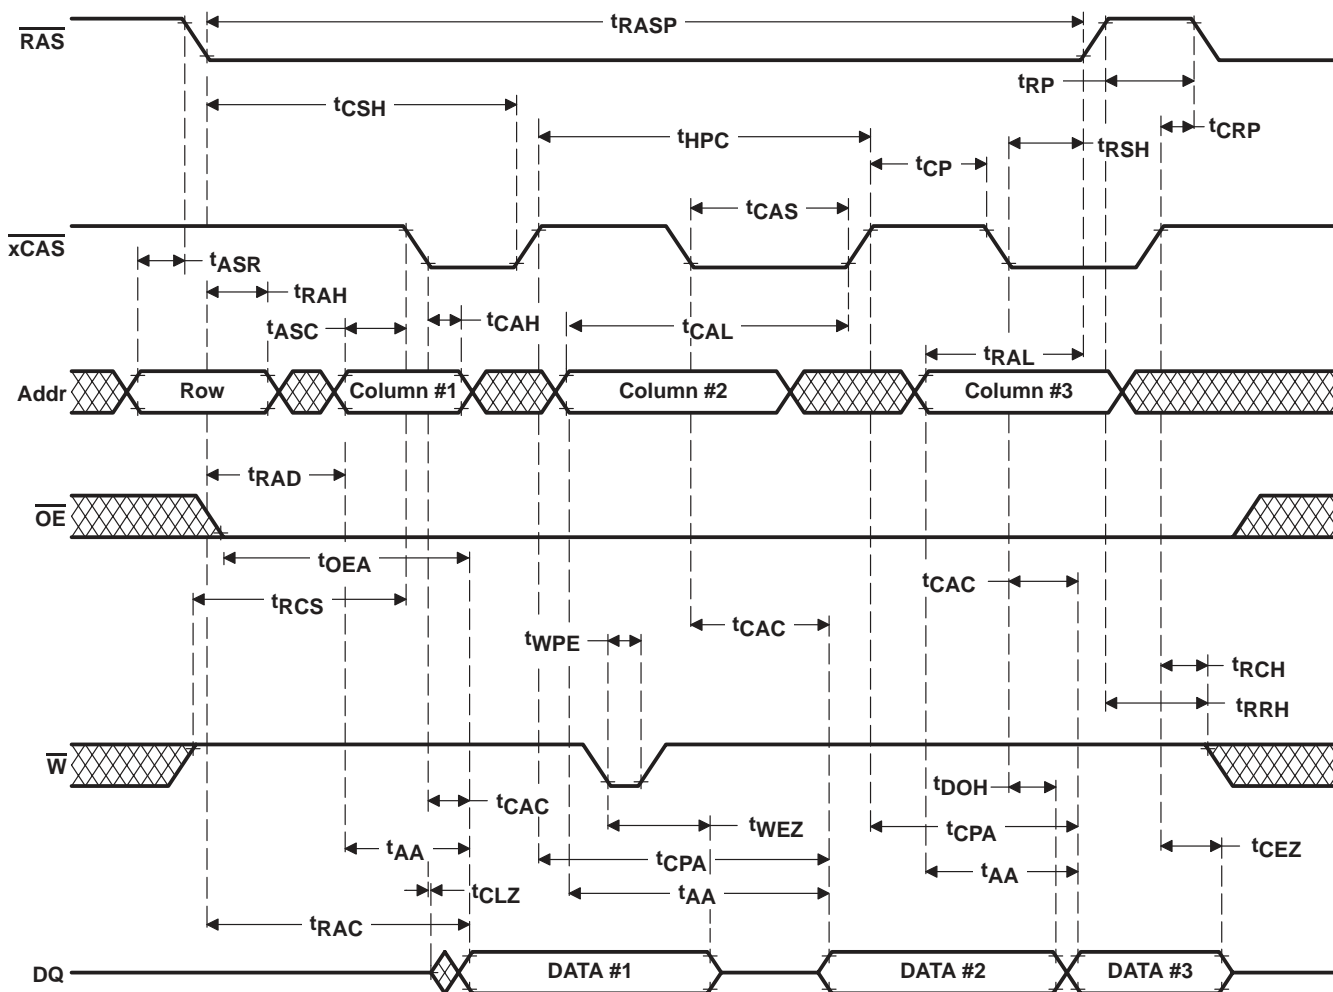 RAS
tRASP
tRP
tCSH
tCRP
tHPC
tRSH
tCP
tCAS
xCAS
tASR
tRAH
tASC
tCAH
tCAL
tRAL
Addr
Row
Column #1
Column #2
Column #3
tRAD
OE
tOEA
tCAC
tRCS
tCAC
tWPE
tRCH
tRRH
W
tDOH
tCAC
tWEZ
tCPA
tAA
tCPA
tCEZ
tAA
tCLZ
tAA
tRAC
DQ
DATA #1
DATA #2
DATA #3